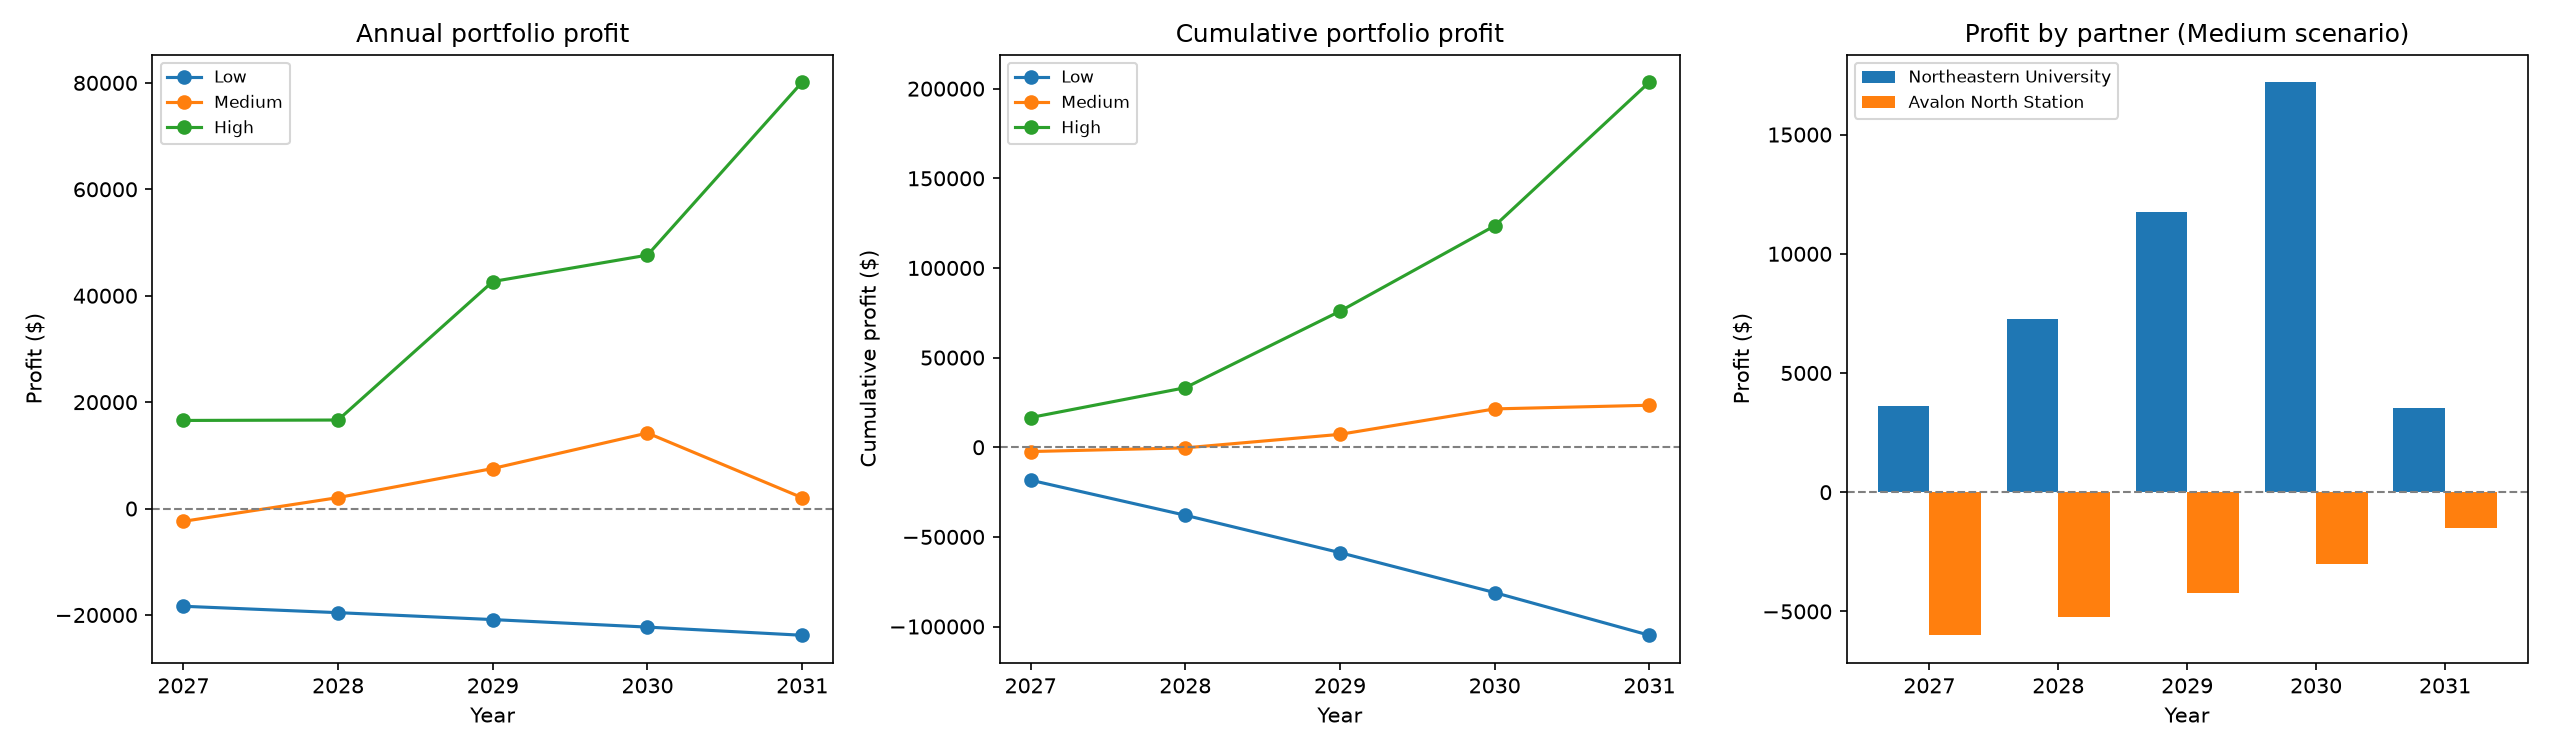 Annual portfolio profit
Low
Medium
High
80000
60000
40000
20000
0
−20000
Profit ($)
2027 2028 2029 2030 2031
Year
Cumulative portfolio profit
Low
Medium
High
200000
150000
100000
50000
0
−50000
−100000
Cumulative profit ($)
2027 2028 2029 2030 2031
Year
Profit by partner (Medium scenario)
Northeastern University
Avalon North Station
15000
10000
5000
0
−5000
Profit ($)
2027 2028 2029 2030 2031
Year